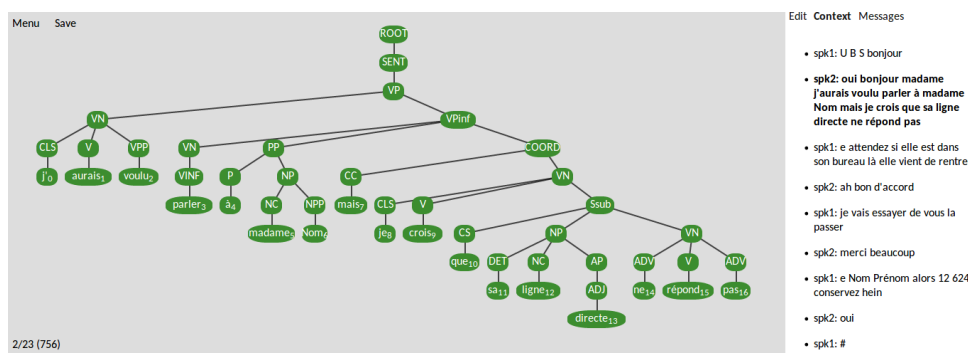 Menu Save
Edit Context Messages
ROOT
SENT
VP
VN VPinf
CLS V VPP VN PP COORD
j'0 aurais1 voulu2 VINF P NP CC VN
parler3 à4 NC NPP mais7 CLS V Ssub
madame5 Nom6 je8 crois9 CS NP VN
que10 DET NC AP ADV V ADV
sa11 ligne12 ADJ ne14 répond15 pas16
directe13
2/23 (756)
• spk1: U B S bonjour
• spk2: oui bonjour madame
j'aurais voulu parler à madame
Nom mais je crois que sa ligne
directe ne répond pas
• spk1: e attendez si elle est dans
son bureau là elle vient de rentre
• spk2: ah bon d'accord
• spk1: je vais essayer de vous la
passer
• spk2: merci beaucoup
• spk1: e Nom Prénom alors 12 624
conservez hein
• spk2: oui
• spk1: #